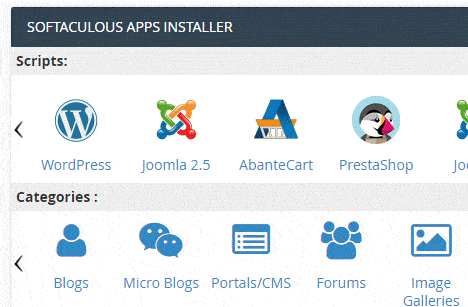 SOFTACULOUS APPS INSTALLER
Scripts:
WordPress Joomla 2.5 AbanteCart PrestaShop Joo
Categories :
Blogs Micro Blogs Portals/CMS Forums Image
Galleries